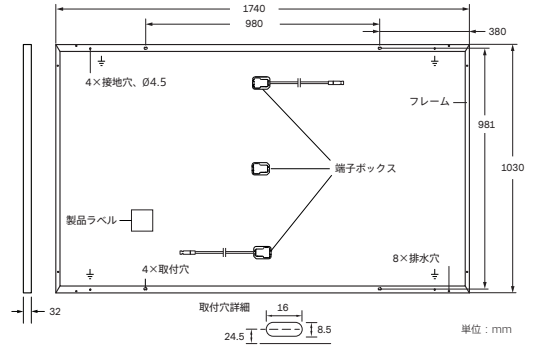 1740
980
380
4×接地穴、Ø4.5
フレーム
981
1030
端子ボックス
製品ラベル
4×取付穴
8×排水穴
32
取付穴詳細
16
24.5
8.5
単位：mm